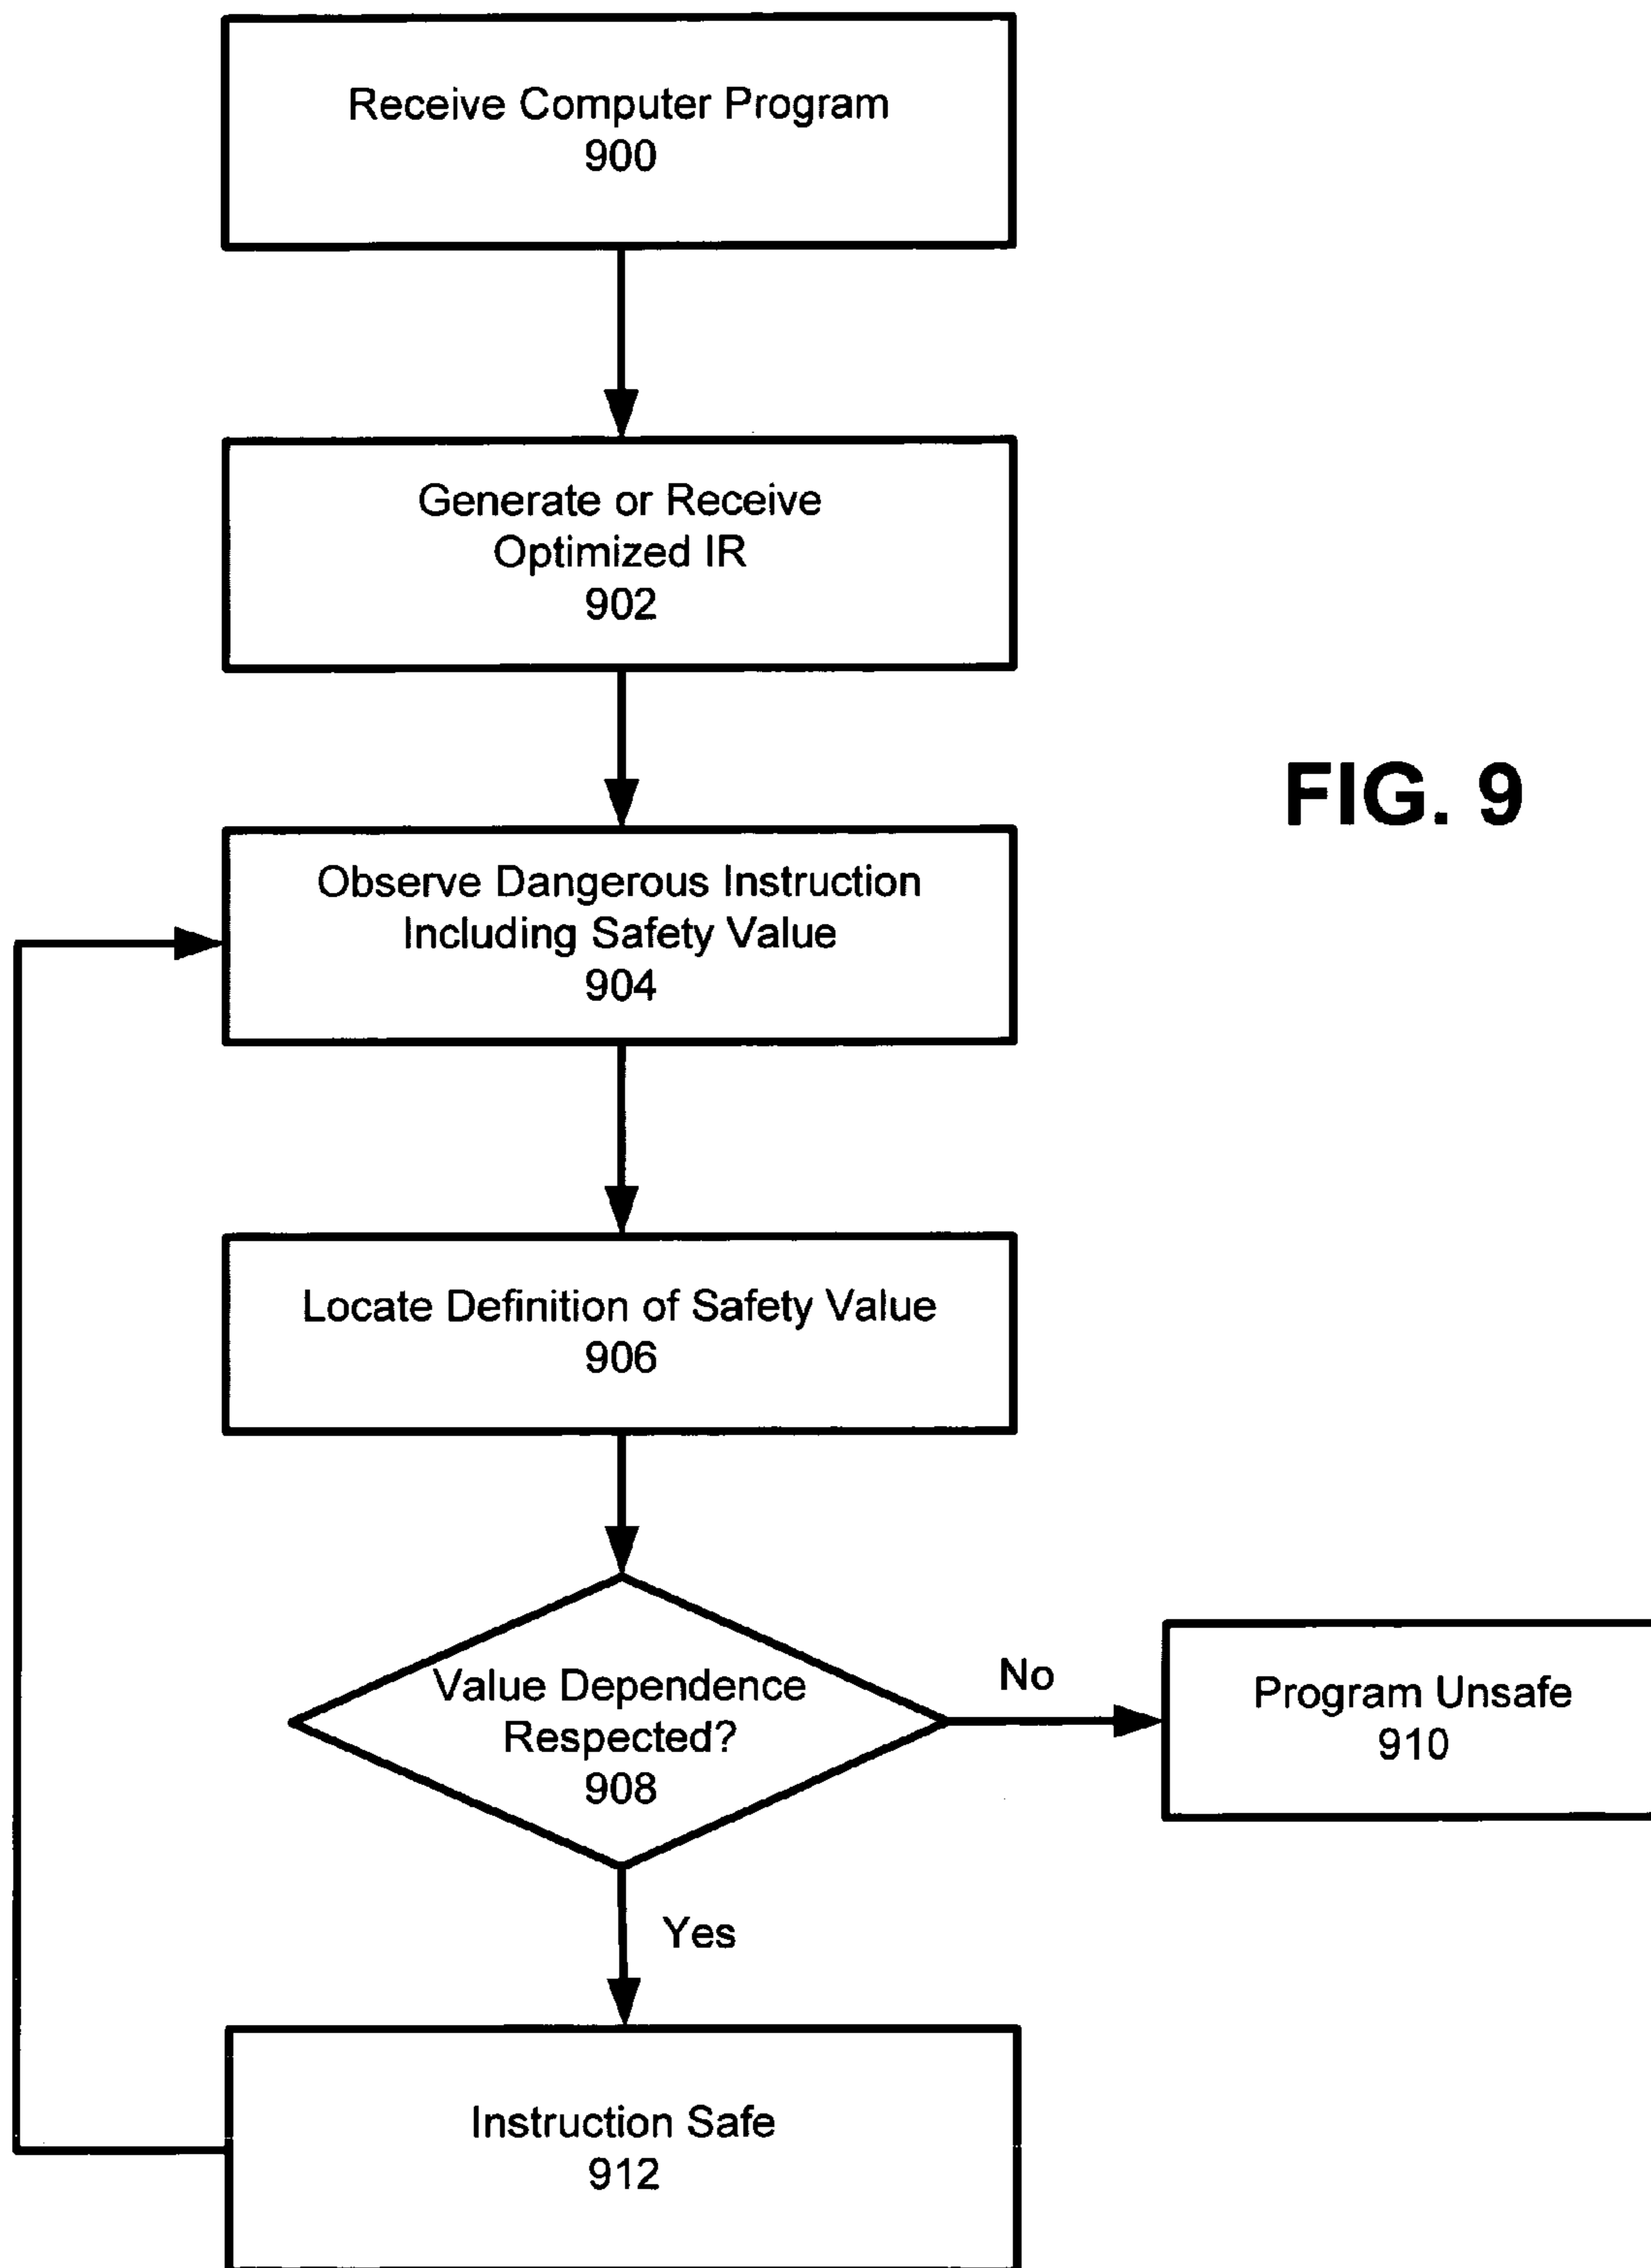 Receive Computer Program
900
Generate or Receive
Optimized IR
902
FIG. 9
Observe Dangerous Instruction
Including Safety Value
904
Locate Definition of Safety Value
906
Value Dependence
Respected?
908
No
Program Unsafe
910
Yes
Instruction Safe
912